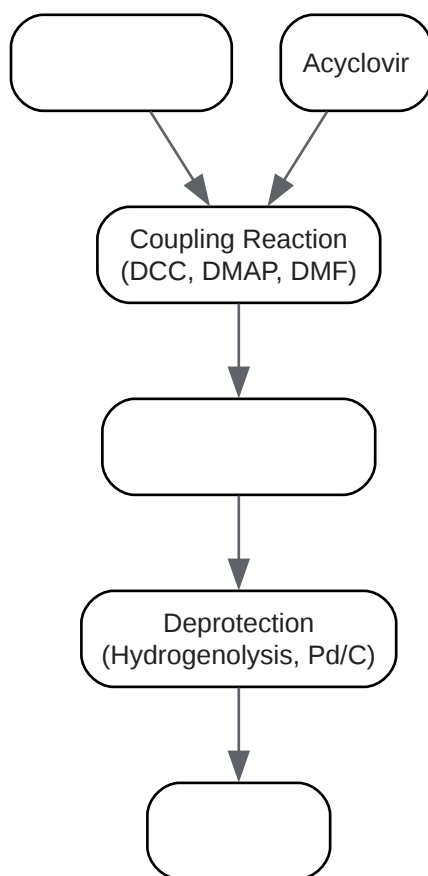 Acyclovir
Coupling Reaction
(DCC, DMAP, DMF)
Deprotection
(Hydrogenolysis, Pd/C)